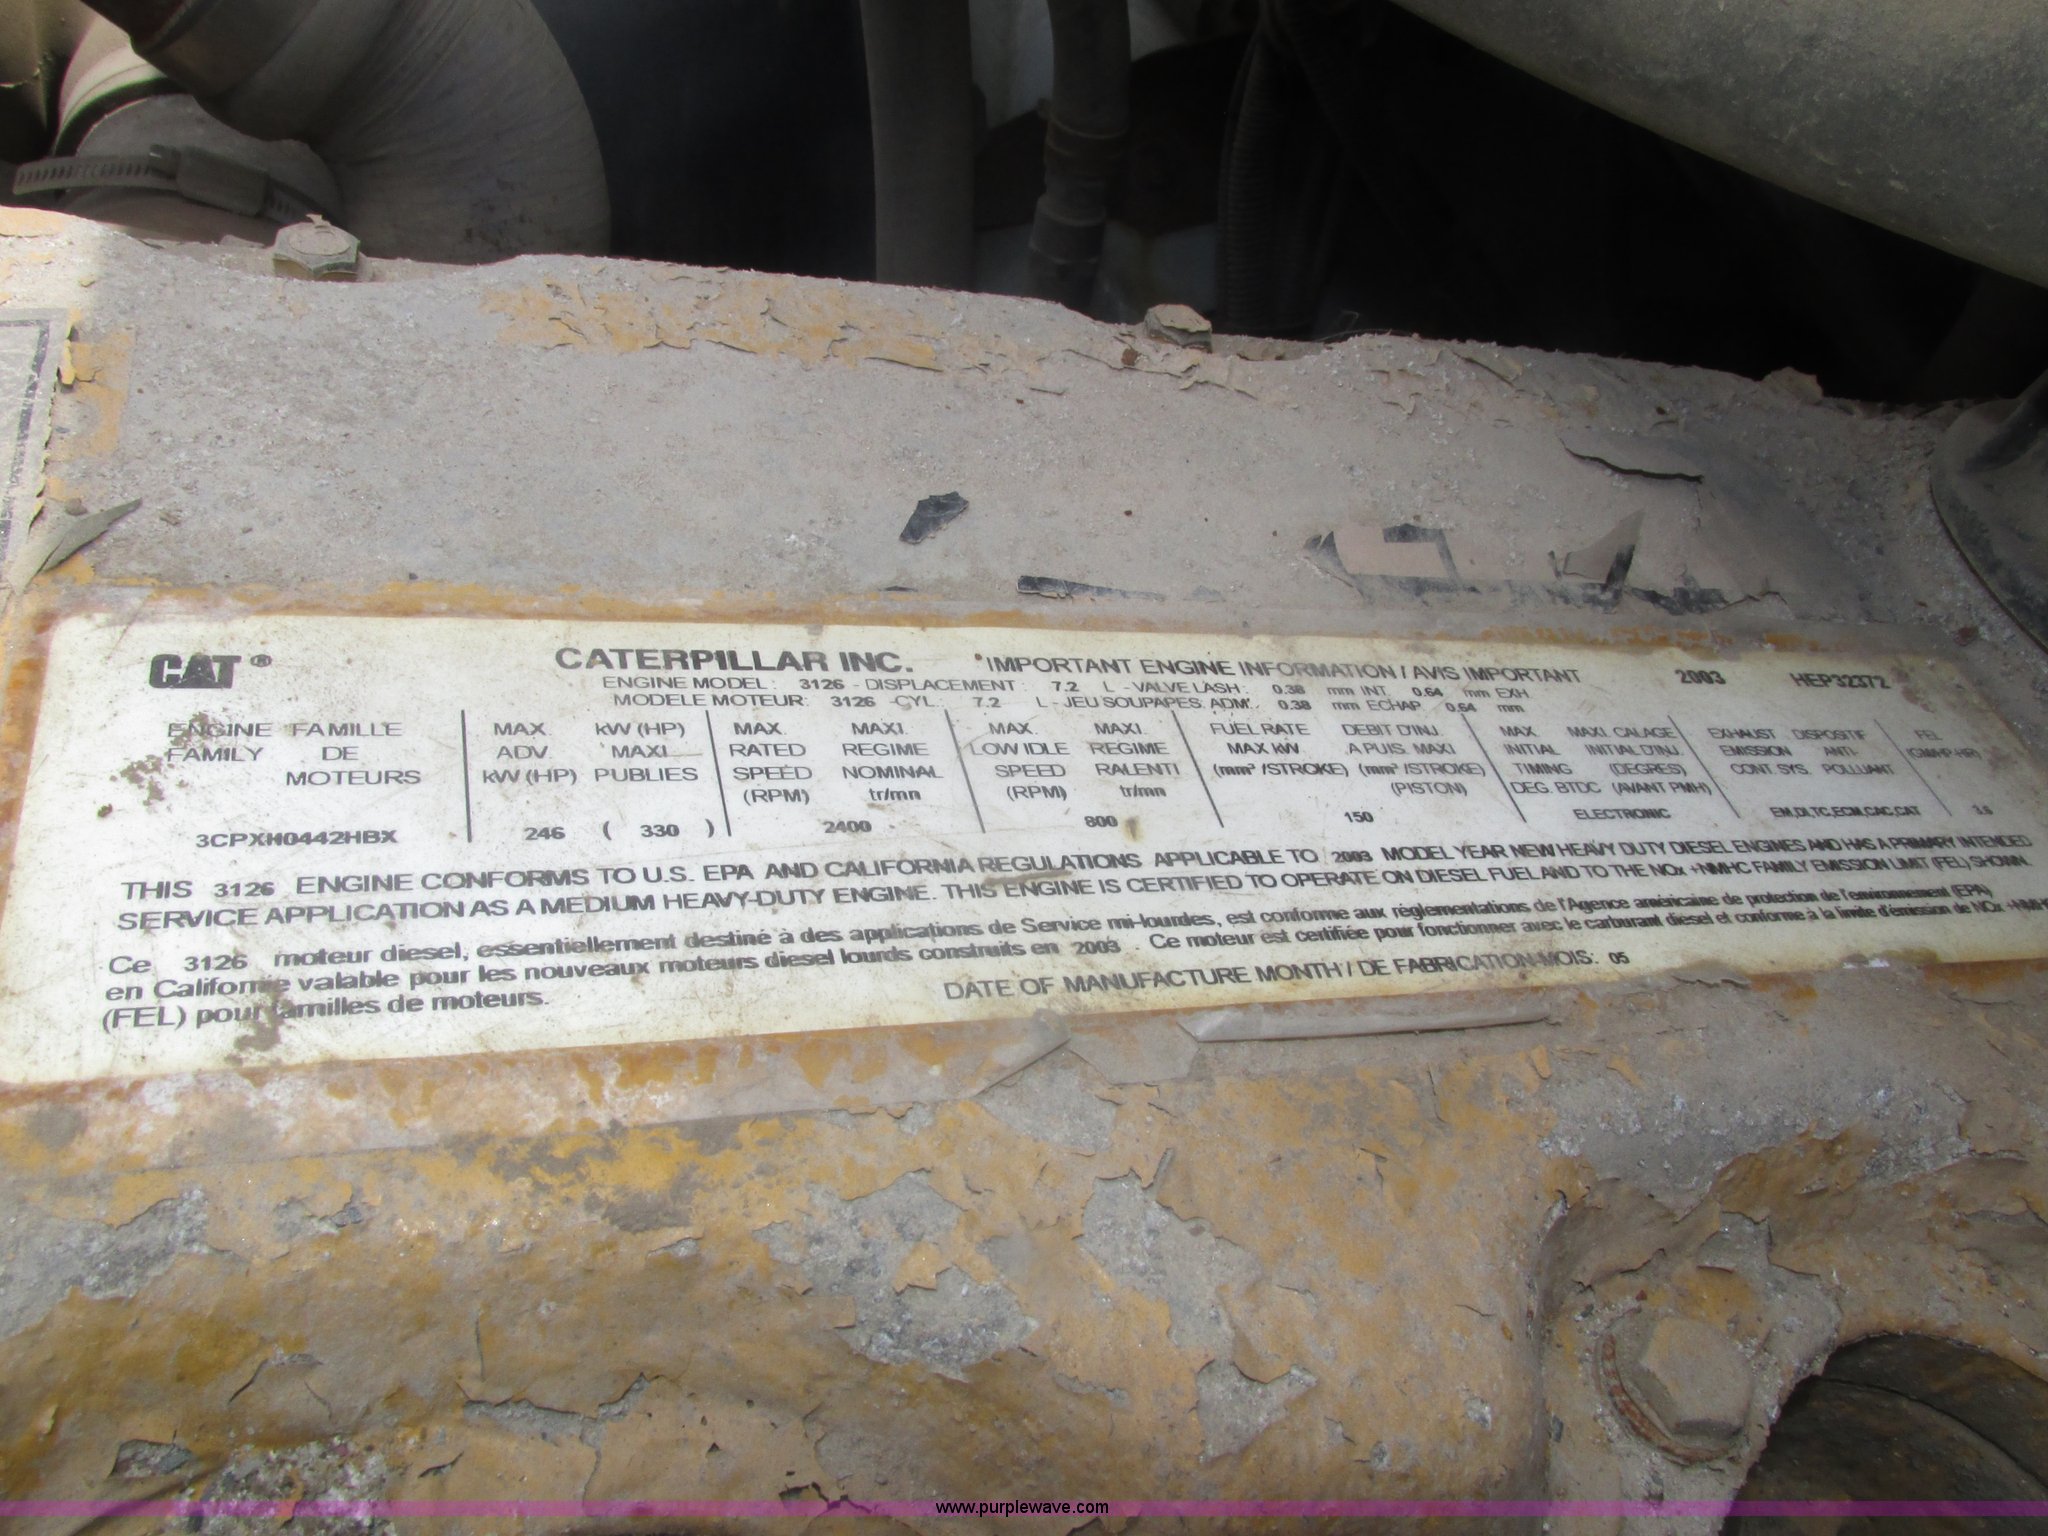 CAT ®
CATERPILLAR INC. IMPORTANT ENGINE INFORMATION / AVIS IMPORTANT 2003 HEP32372
ENGINE MODEL: 3126 - DISPLACEMENT : 7.2 L - VALVE LASH : 0.38 mm INT. 0.64 mm EXH
MODELE MOTEUR: 3126 -CYL. : 7.2 L - JEU SOUPAPES: ADM. 0.38 mm ECHAP. 0.64 mm
ENGINE FAMILLE
FAMILY DE
MOTEURS
3CPXH0442HBX
MAX. kW (HP)
ADV. MAXI.
kW (HP) PUBLIES
246 ( 330 )
MAX. MAXI.
RATED REGIME
SPEED NOMINAL
(RPM) tr/mn
2400
MAX. MAXI.
LOW IDLE REGIME
SPEED RALENTI
(RPM) tr/mn
800
FUEL RATE DEBIT D'INJ.
MAX kW A PUIS. MAXI
(mm³ /STROKE) (mm³ /STROKE)
(PISTON)
150
MAX. MAXI. CALAGE
INITIAL INITIAL D'INJ.
TIMING (DEGRES)
DEG. BTDC (AVANT PMH)
ELECTRONIC
EXHAUST DISPOSITIF
EMISSION ANTI-
CONT. SYS. POLLUANT
EM,DI,TC,ECM,CAC,CAT
FEL
(GM/HP-HR)
3.6
THIS 3126 ENGINE CONFORMS TO U.S. EPA AND CALIFORNIA REGULATIONS APPLICABLE TO 2003 MODEL YEAR NEW HEAVY DUTY DIESEL ENGINES AND HAS A PRIMARY INTENDED
SERVICE APPLICATION AS A MEDIUM HEAVY-DUTY ENGINE. THIS ENGINE IS CERTIFIED TO OPERATE ON DIESEL FUEL AND TO THE NOx +NMHC FAMILY EMISSION LIMIT (FEL) SHOWN.
Ce 3126 moteur diesel, essentiellement destiné à des applications de Service mi-lourdes, est conforme aux réglementations de l'Agence américaine de protection de l'environnement (EPA)
en Californie valable pour les nouveaux moteurs diesel lourds construits en 2003 . Ce moteur est certifiée pour fonctionner avec le carburant diesel et conforme à la limite d'émission de NOx +NMHC
(FEL) pour familles de moteurs.
DATE OF MANUFACTURE MONTH / DE FABRICATION-MOIS: 05
www.purplewave.com